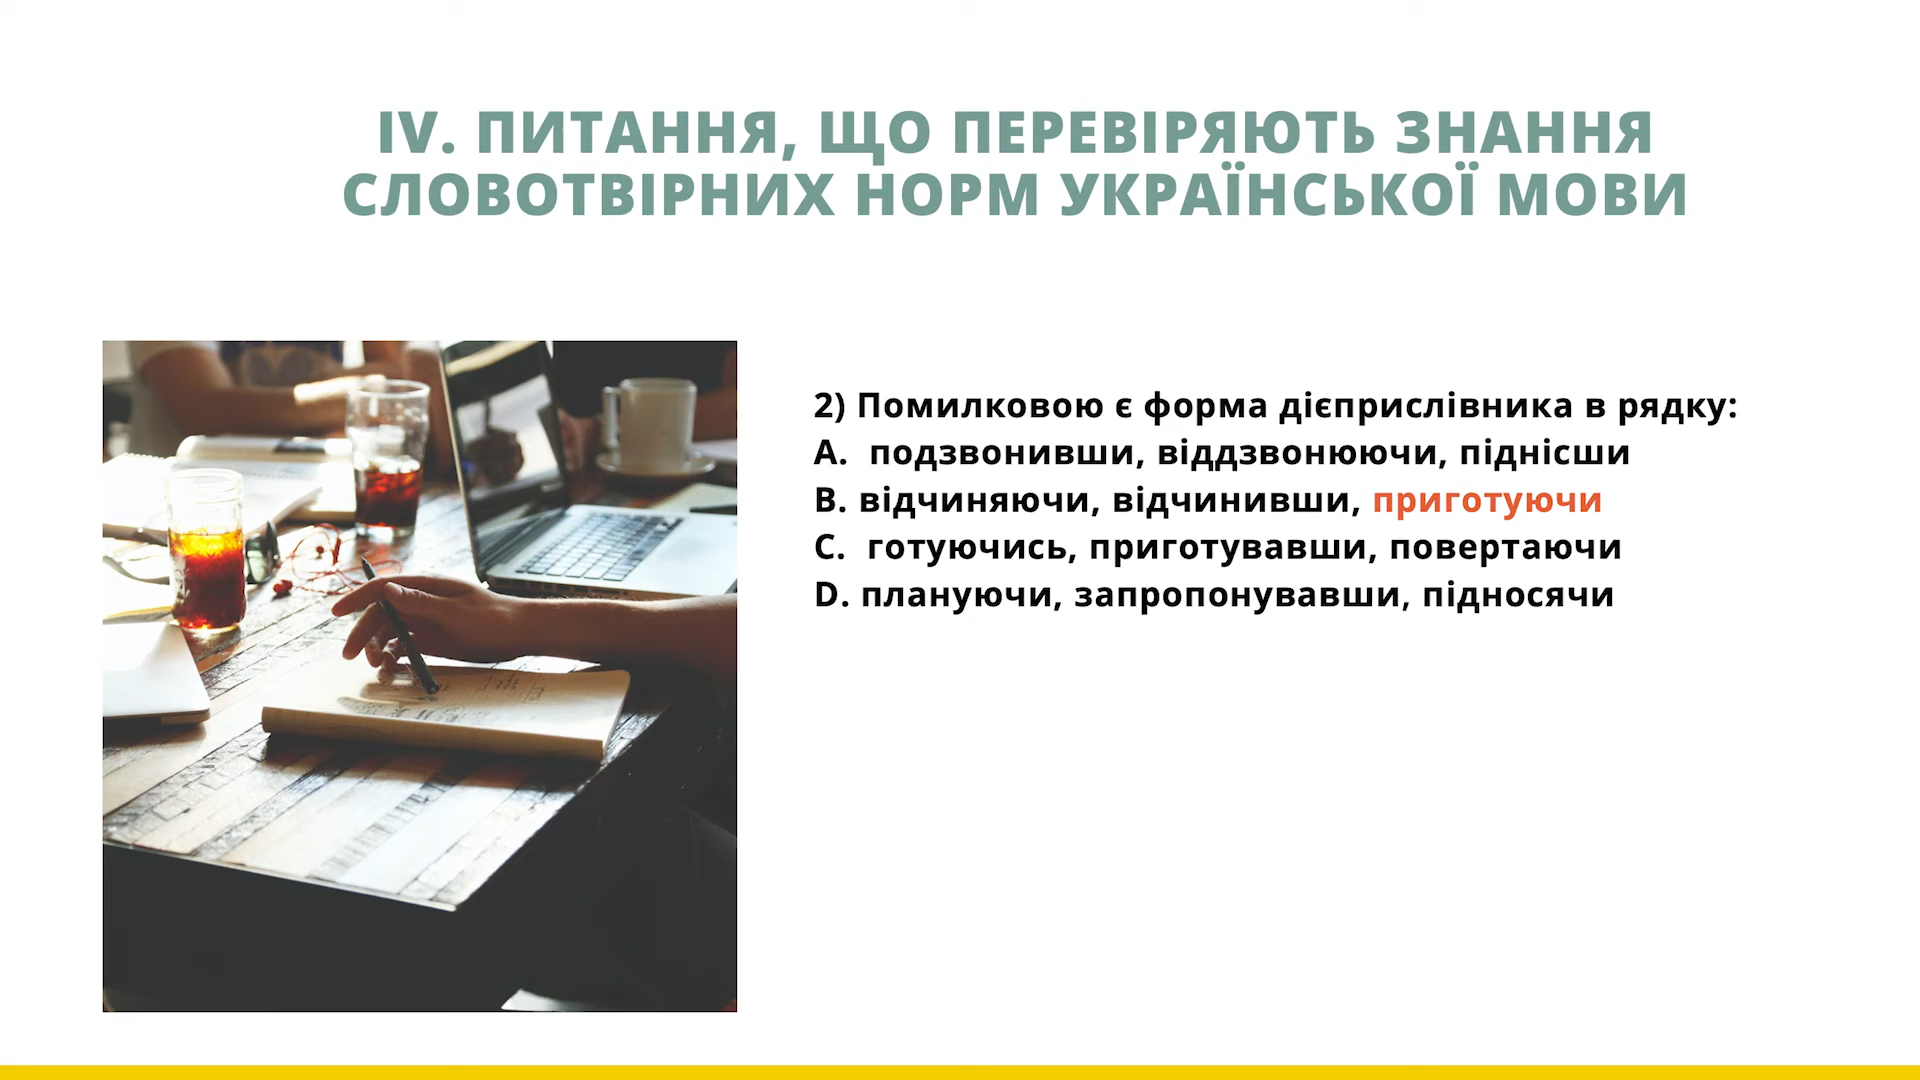 IV. ПИТАННЯ, ЩО ПЕРЕВІРЯЮТЬ ЗНАННЯ
СЛОВОТВІРНИХ НОРМ УКРАЇНСЬКОЇ МОВИ
2) Помилковою є форма дієприслівника в рядку:
A. подзвонивши, віддзвонюючи, піднісши
B. відчиняючи, відчинивши, приготуючи
C. готуючись, приготувавши, повертаючи
D. плануючи, запропонувавши, підносячи